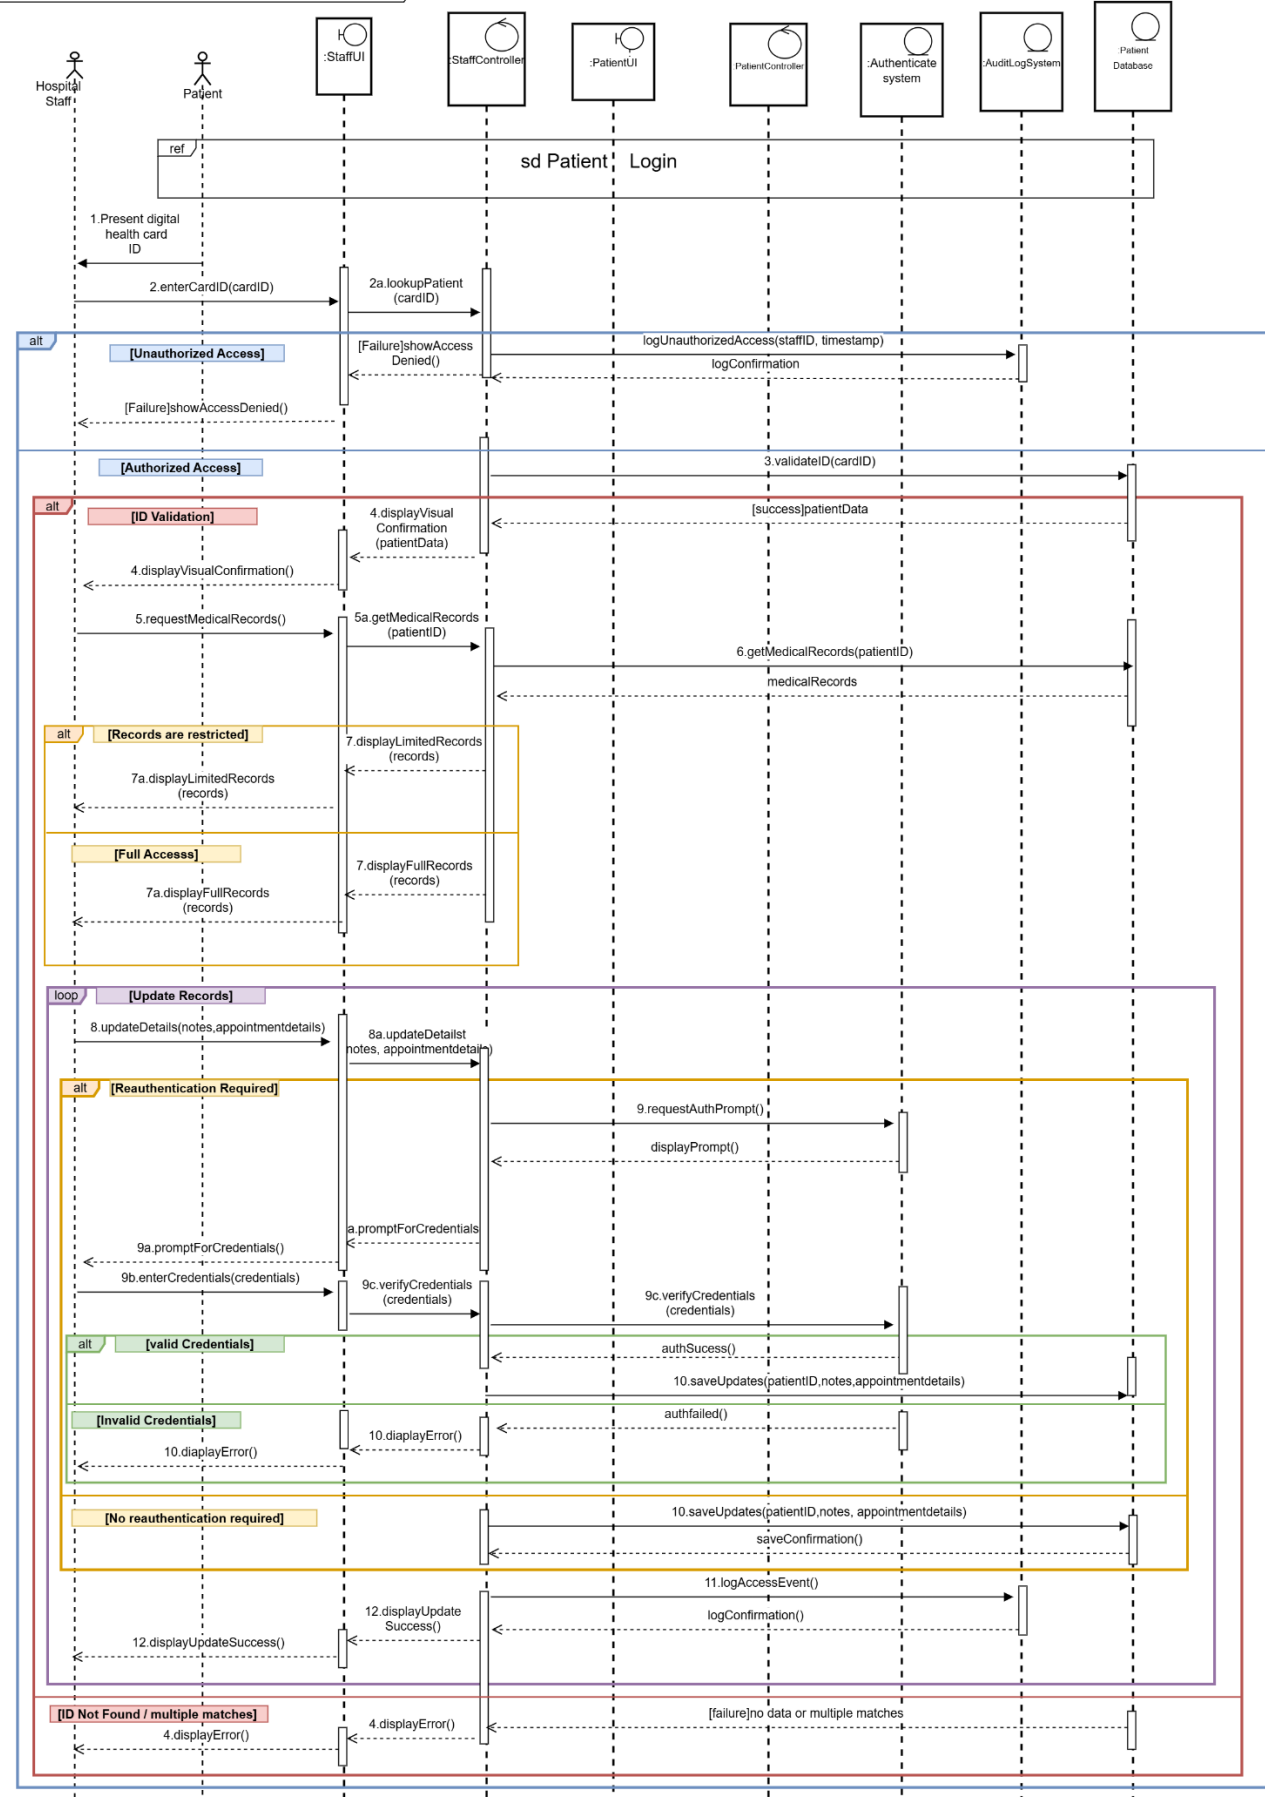 Hospital
Staff
Patient
:StaffUI
:StaffController
:PatientUI
:PatientController
:Authenticate
system
:AuditLogSystem
:Patient
Database
ref
sd Patient Login
1.Present digital
health card
ID
2.enterCardID(cardID)
2a.lookupPatient
(cardID)
alt
[Unauthorized Access]
[Failure]showAccess
Denied()
logUnauthorizedAccess(staffID, timestamp)
logConfirmation
[Failure]showAccessDenied()
[Authorized Access]
3.validateID(cardID)
alt
[ID Validation]
4.displayVisual
Confirmation
(patientData)
[success]patientData
4.displayVisualConfirmation()
5.requestMedicalRecords()
5a.getMedicalRecords
(patientID)
6.getMedicalRecords(patientID)
medicalRecords
alt
[Records are restricted]
7.displayLimitedRecords
(records)
7a.displayLimitedRecords
(records)
[Full Accesss]
7.displayFullRecords
(records)
7a.displayFullRecords
(records)
loop
[Update Records]
8.updateDetails(notes,appointmentdetails)
8a.updateDetailst
notes, appointmentdetails)
alt
[Reauthentication Required]
9.requestAuthPrompt()
displayPrompt()
a.promptForCredentials
9a.promptForCredentials()
9b.enterCredentials(credentials)
9c.verifyCredentials
(credentials)
9c.verifyCredentials
(credentials)
alt
[valid Credentials]
authSucess()
10.saveUpdates(patientID,notes,appointmentdetails)
[Invalid Credentials]
authfailed()
10.diaplayError()
10.diaplayError()
[No reauthentication required]
10.saveUpdates(patientID,notes, appointmentdetails)
saveConfirmation()
11.logAccessEvent()
12.displayUpdate
Success()
logConfirmation()
12.displayUpdateSuccess()
[ID Not Found / multiple matches]
[failure]no data or multiple matches
4.displayError()
4.displayError()